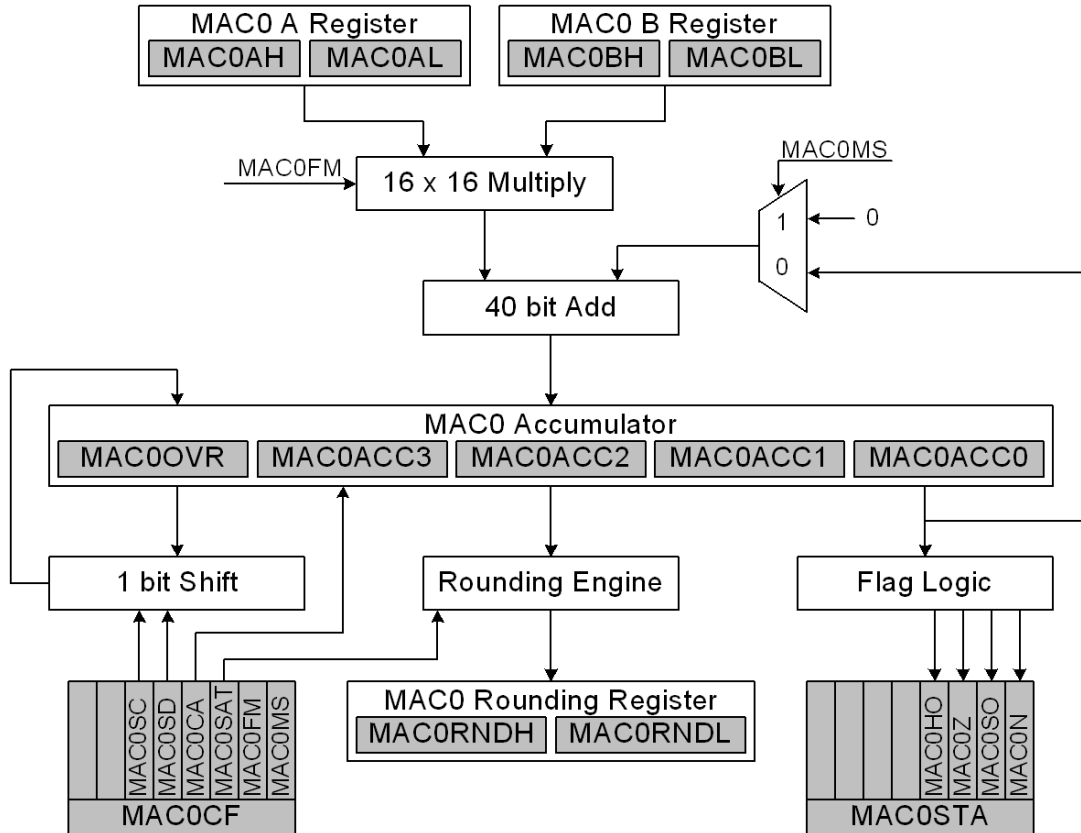 MAC0 A Register
MAC0AH MAC0AL
MAC0 B Register
MAC0BH MAC0BL
MAC0FM
16 x 16 Multiply
MAC0MS
1
0
0
40 bit Add
MAC0 Accumulator
MAC0OVR MAC0ACC3 MAC0ACC2 MAC0ACC1 MAC0ACC0
1 bit Shift
Rounding Engine
Flag Logic
MAC0SC
MAC0SD
MAC0CA
MAC0SAT
MAC0FM
MAC0MS
MAC0CF
MAC0 Rounding Register
MAC0RNDH MAC0RNDL
MAC0HO
MAC0Z
MAC0SO
MAC0N
MAC0STA